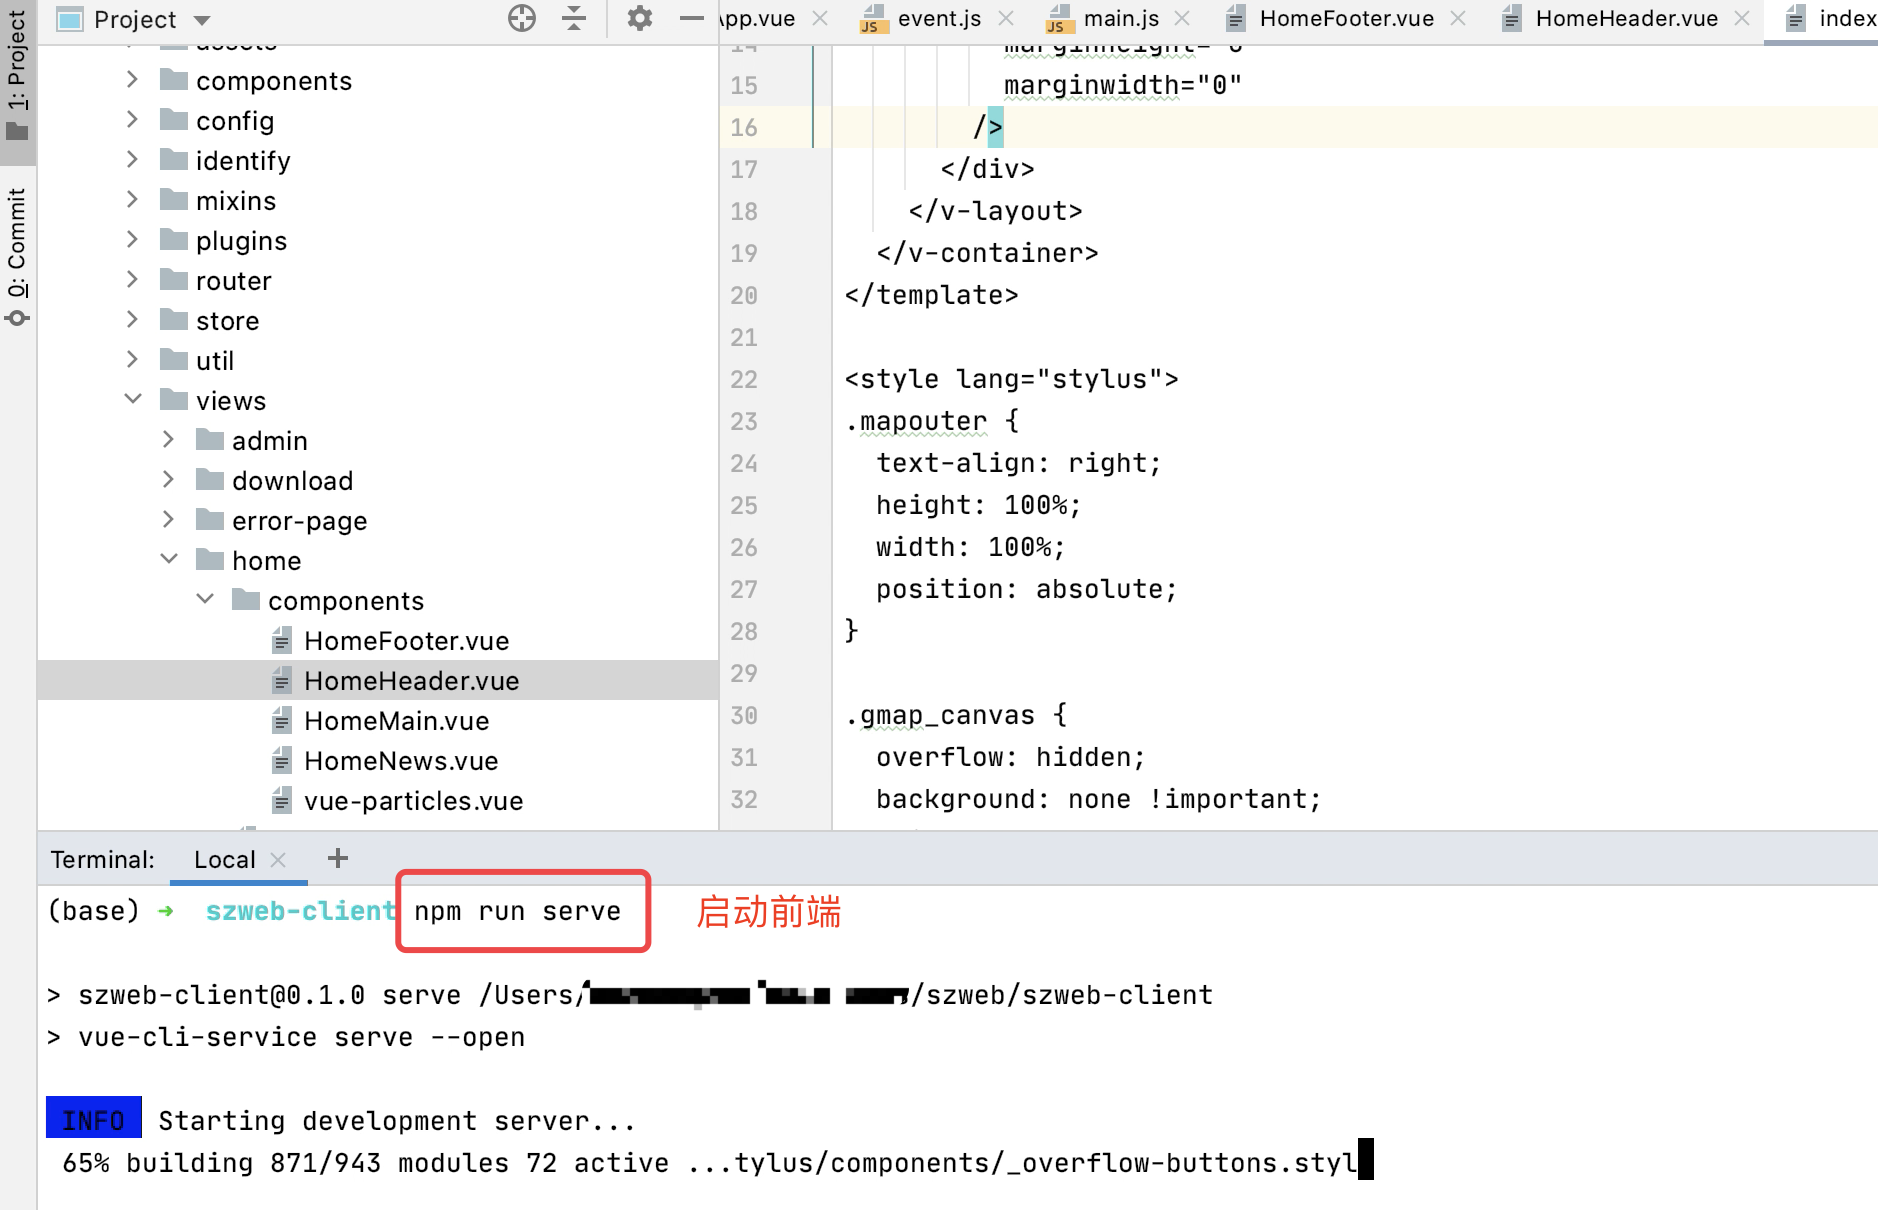 1: Project
0: Commit
Project
App.vue
event.js
main.js
HomeFooter.vue
HomeHeader.vue
index
assets
components
config
identify
mixins
plugins
router
store
util
views
admin
download
error-page
home
components
HomeFooter.vue
HomeHeader.vue
HomeMain.vue
HomeNews.vue
vue-particles.vue
14 marginheight="0"
15 marginwidth="0"
16 />
17 </div>
18 </v-layout>
19 </v-container>
20 </template>
21
22 <style lang="stylus">
23 .mapouter {
24 text-align: right;
25 height: 100%;
26 width: 100%;
27 position: absolute;
28 }
29
30 .gmap_canvas {
31 overflow: hidden;
32 background: none !important;
Terminal: Local +
(base) ➜ szweb-client npm run serve 启动前端
> szweb-client@0.1.0 serve /Users/ /szweb/szweb-client
> vue-cli-service serve --open
INFO Starting development server...
65% building 871/943 modules 72 active ...tylus/components/_overflow-buttons.styl